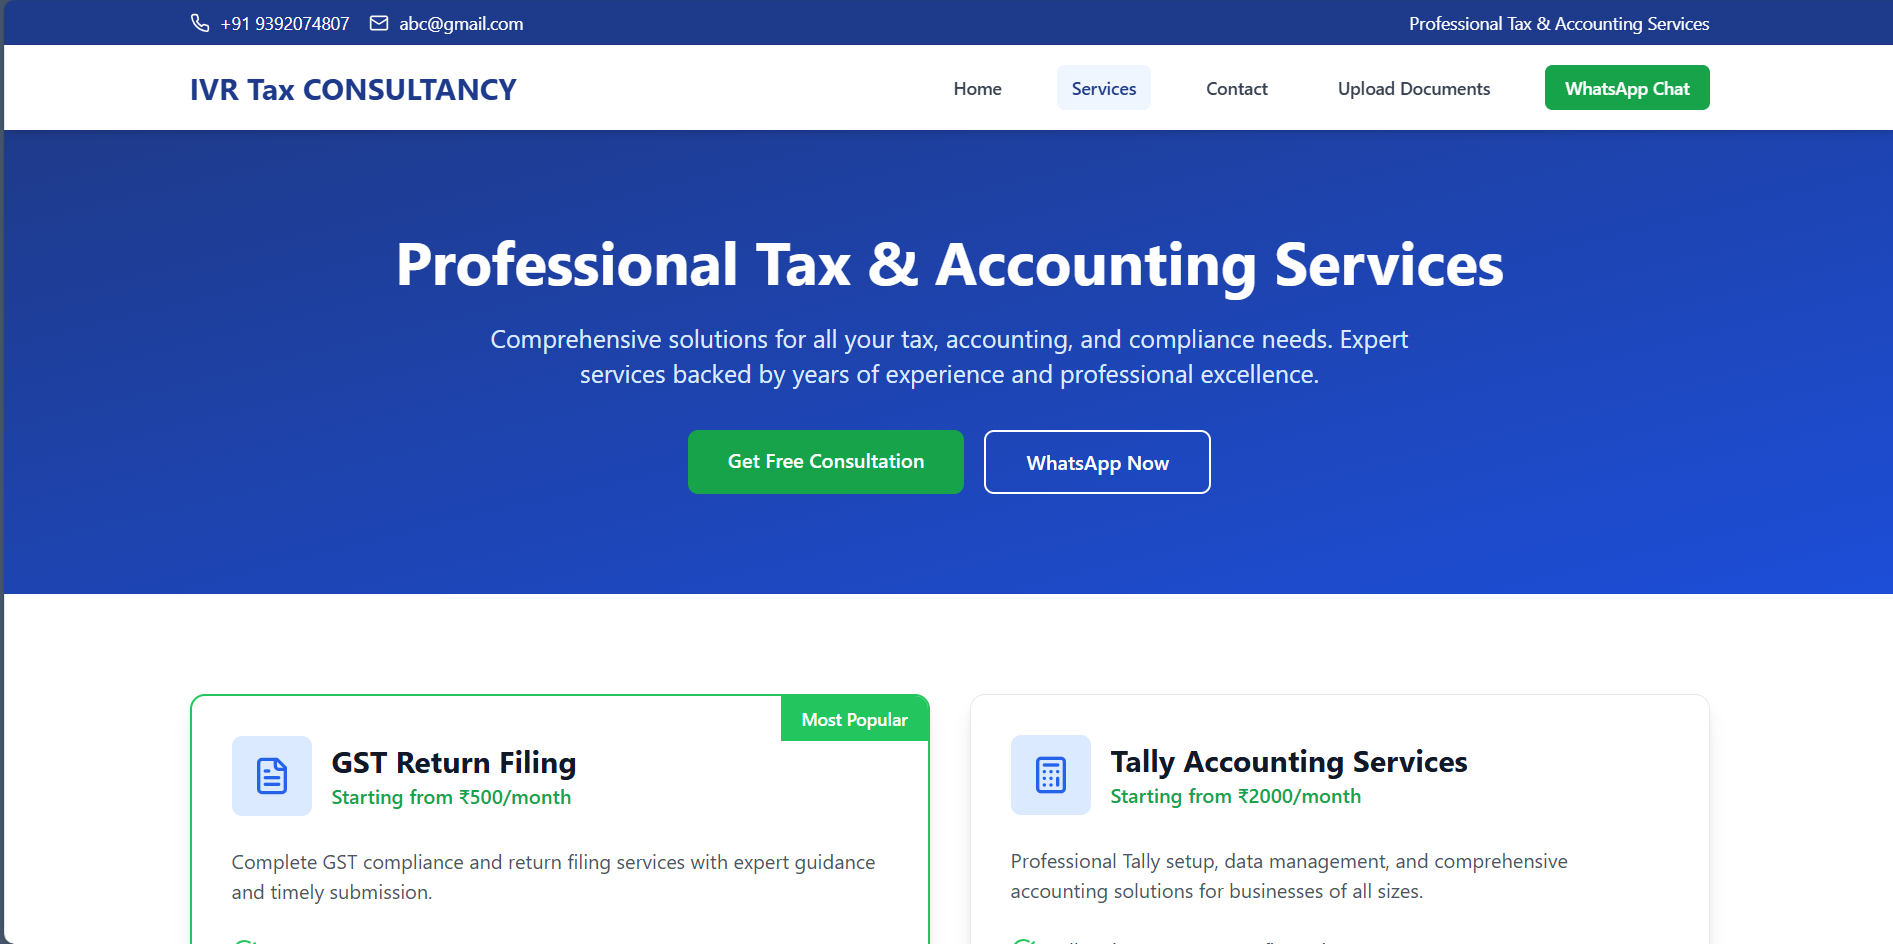 +91 9392074807
abc@gmail.com
Professional Tax & Accounting Services
IVR Tax CONSULTANCY
Home
Services
Contact
Upload Documents
WhatsApp Chat
Professional Tax & Accounting Services
Comprehensive solutions for all your tax, accounting, and compliance needs. Expert
services backed by years of experience and professional excellence.
Get Free Consultation
WhatsApp Now
Most Popular
GST Return Filing
Starting from ₹500/month
Complete GST compliance and return filing services with expert guidance
and timely submission.
Tally Accounting Services
Starting from ₹2000/month
Professional Tally setup, data management, and comprehensive
accounting solutions for businesses of all sizes.